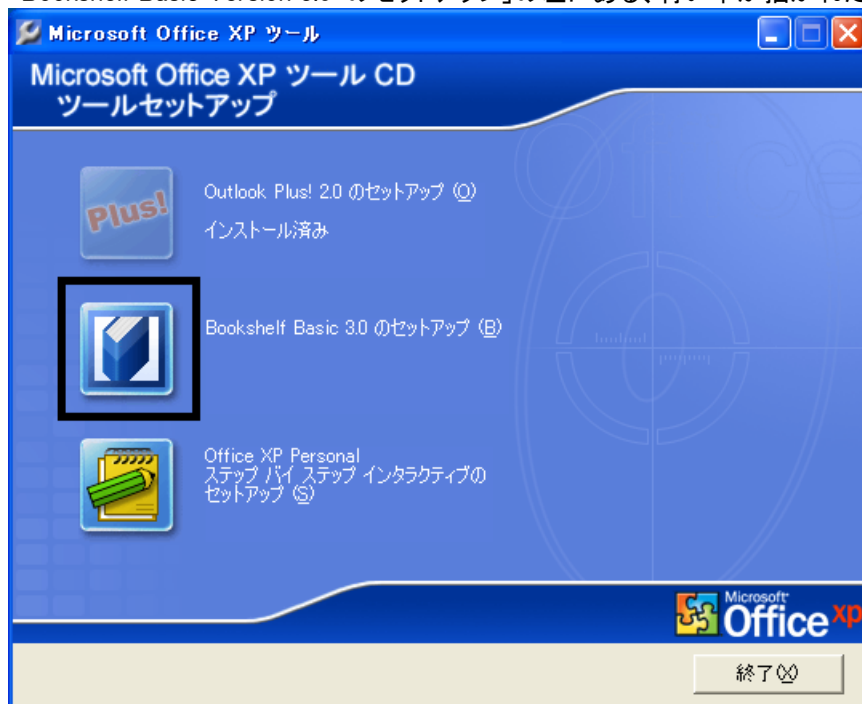 Microsoft Office XP ツール
Microsoft Office XP ツール CD
ツールセットアップ
Plus!
Outlook Plus! 2.0 のセットアップ (O)
インストール済み
Bookshelf Basic 3.0 のセットアップ (B)
Office XP Personal
ステップ バイ ステップ インタラクティブの
セットアップ (S)
Office
Microsoft
Office xp
終了(X)